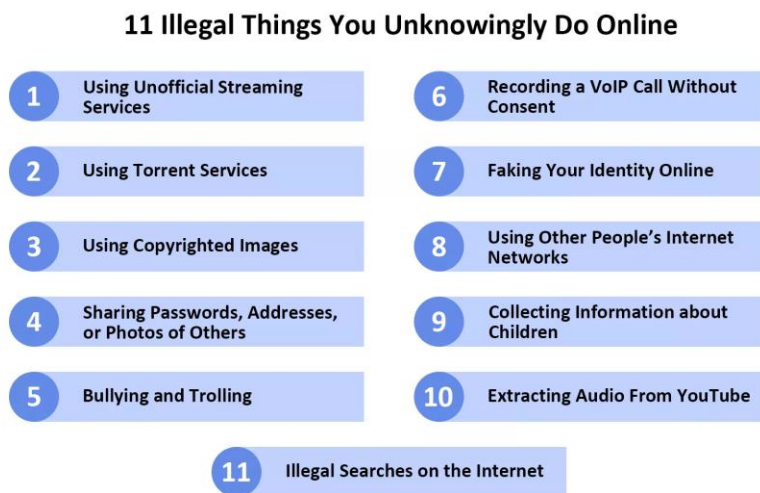 11 Illegal Things You Unknowingly Do Online
1
Using Unofficial Streaming
Services
2
Using Torrent Services
3
Using Copyrighted Images
4
Sharing Passwords, Addresses,
or Photos of Others
5
Bullying and Trolling
6
Recording a VoIP Call Without
Consent
7
Faking Your Identity Online
8
Using Other People’s Internet
Networks
9
Collecting Information about
Children
10
Extracting Audio From YouTube
11
Illegal Searches on the Internet